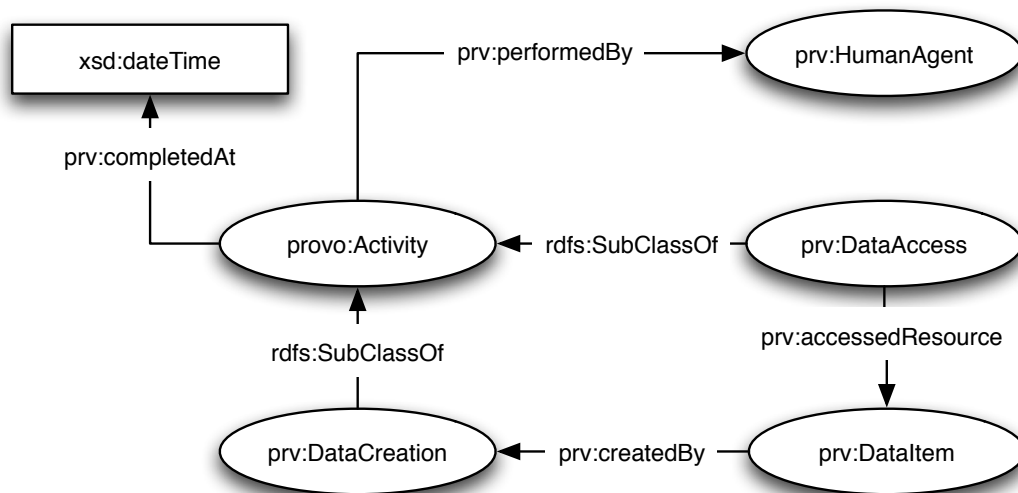 prv:performedBy
prv:HumanAgent
xsd:dateTime
prv:completedAt
provo:Activity
rdfs:SubClassOf
prv:DataAccess
rdfs:SubClassOf
prv:accessedResource
prv:DataCreation
prv:createdBy
prv:DataItem